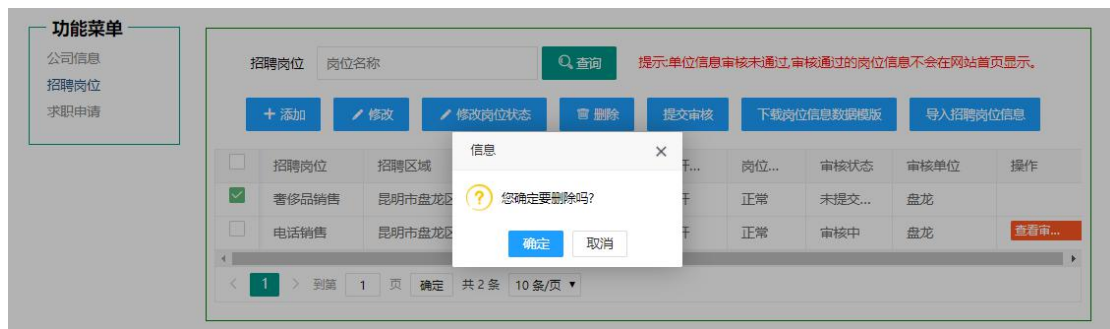 功能菜单
公司信息
招聘岗位
求职申请
招聘岗位 岗位名称 查询 提示:单位信息审核未通过,审核通过的岗位信息不会在网站首页显示。
添加 修改 修改岗位状态 删除 提交审核 下载岗位信息数据模版 导入招聘岗位信息
招聘岗位 招聘区域 岗位... 审核状态 审核单位 操作
奢侈品销售 昆明市盘龙区 正常 未提交... 盘龙
电话销售 昆明市盘龙区 正常 审核中 盘龙 查看审...
信息
您确定要删除吗?
确定 取消
1 到第 1 页 确定 共 2 条 10 条/页